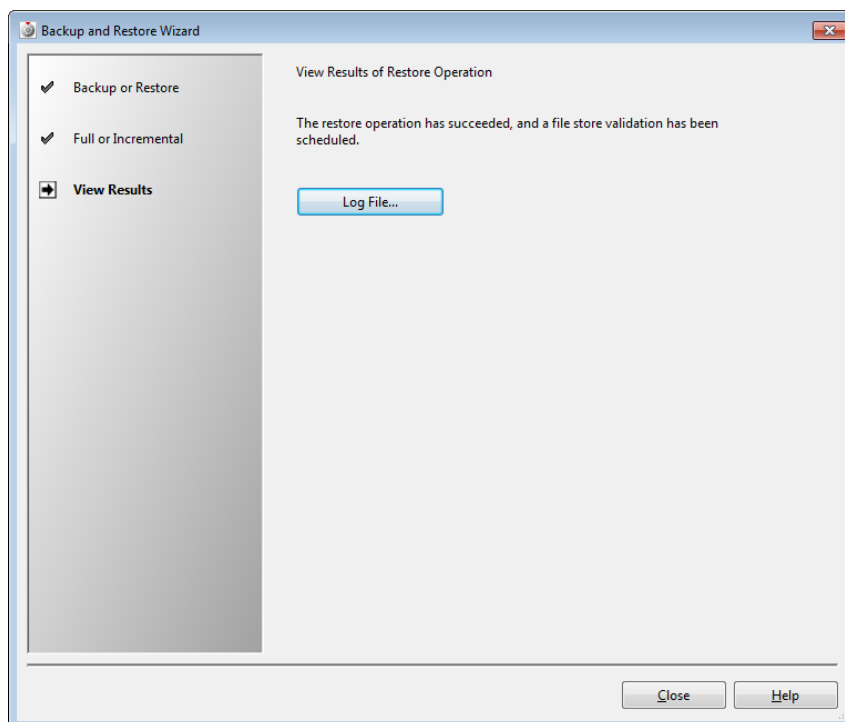 Backup and Restore Wizard
Backup or Restore
Full or Incremental
View Results
View Results of Restore Operation
The restore operation has succeeded, and a file store validation has been
scheduled.
Log File...
Close
Help